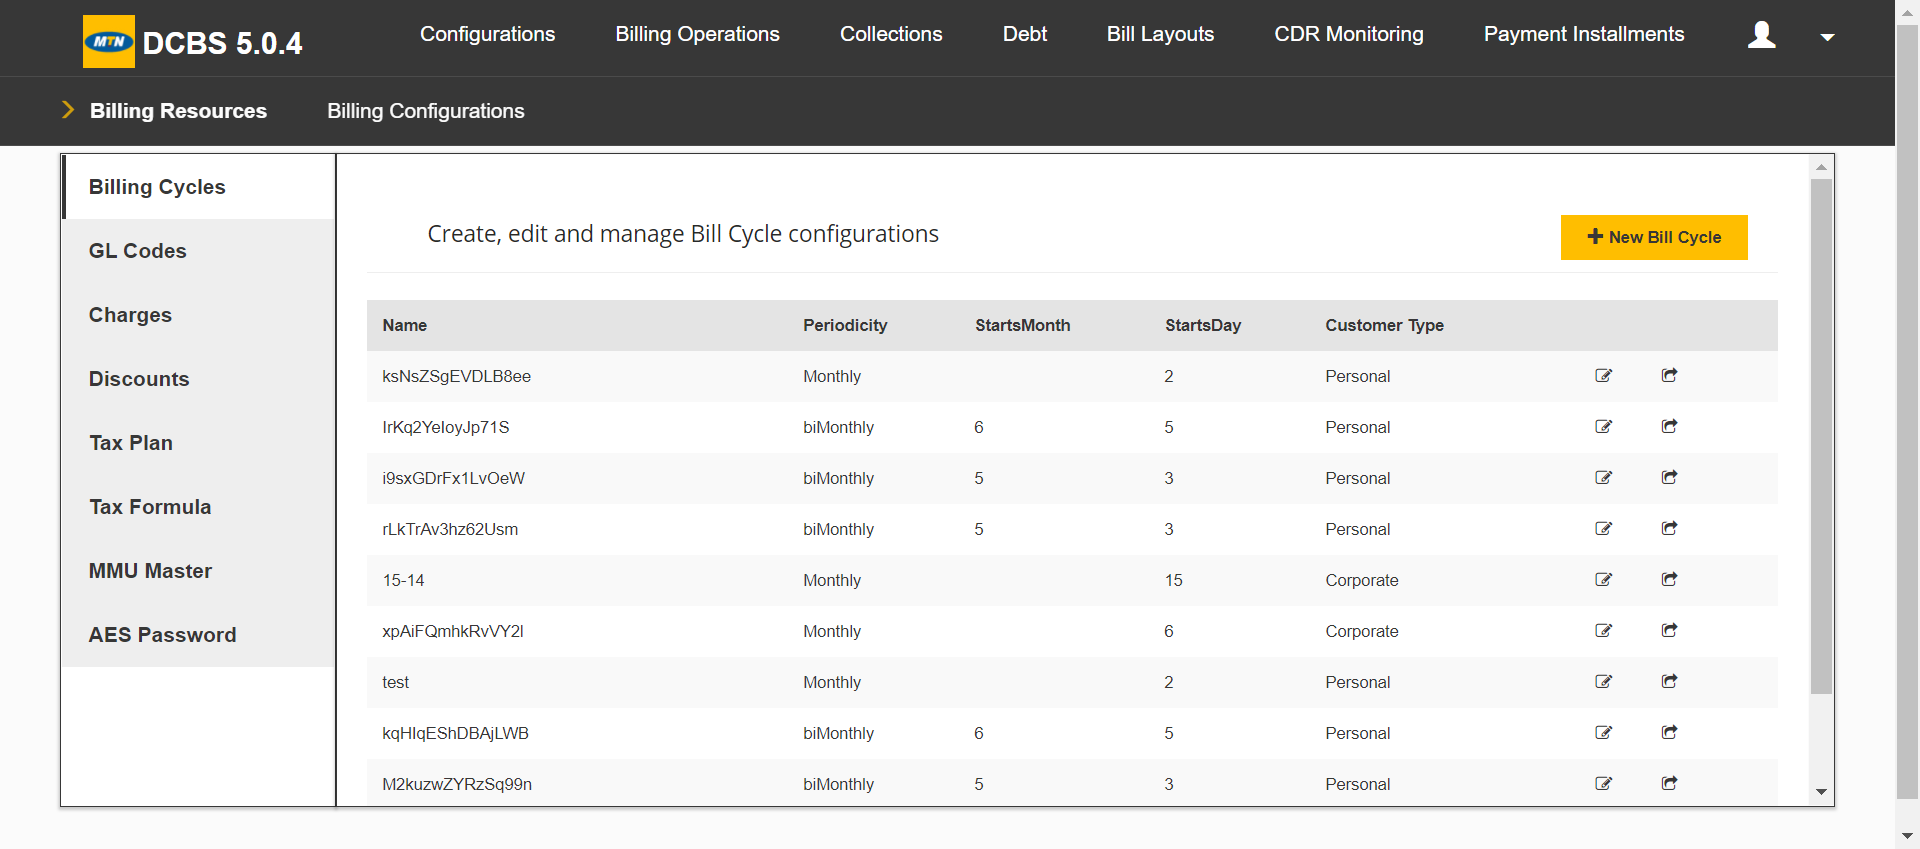 MTN DCBS 5.0.4 Configurations Billing Operations Collections Debt Bill Layouts CDR Monitoring Payment Installments
Billing Resources Billing Configurations
Billing Cycles
GL Codes
Charges
Discounts
Tax Plan
Tax Formula
MMU Master
AES Password
Create, edit and manage Bill Cycle configurations
New Bill Cycle
Name Periodicity StartsMonth StartsDay Customer Type
ksNsZSgEVDLB8ee Monthly 2 Personal
IrKq2YeIoyJp71S biMonthly 6 5 Personal
i9sxGDrFx1LvOeW biMonthly 5 3 Personal
rLkTrAv3hz62Usm biMonthly 5 3 Personal
15-14 Monthly 15 Corporate
xpAiFQmhkRvVY2l Monthly 6 Corporate
test Monthly 2 Personal
kqHIqEShDBAjLWB biMonthly 6 5 Personal
M2kuzwZYRzSq99n biMonthly 5 3 Personal